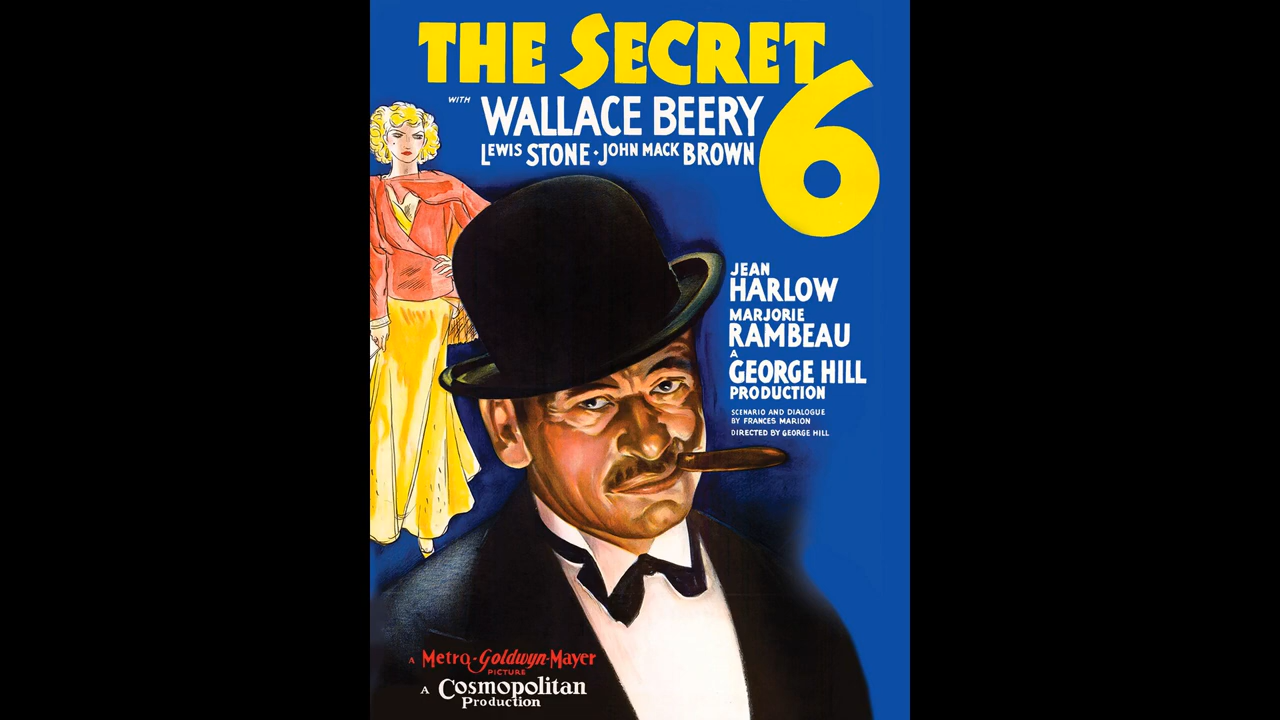 THE SECRET 6
WITH WALLACE BEERY
LEWIS STONE · JOHN MACK BROWN
JEAN
HARLOW
MARJORIE
RAMBEAU
A
GEORGE HILL
PRODUCTION
SCENARIO AND DIALOGUE
BY FRANCES MARION
DIRECTED BY GEORGE HILL
A Metro-Goldwyn-Mayer
PICTURE
A Cosmopolitan
Production